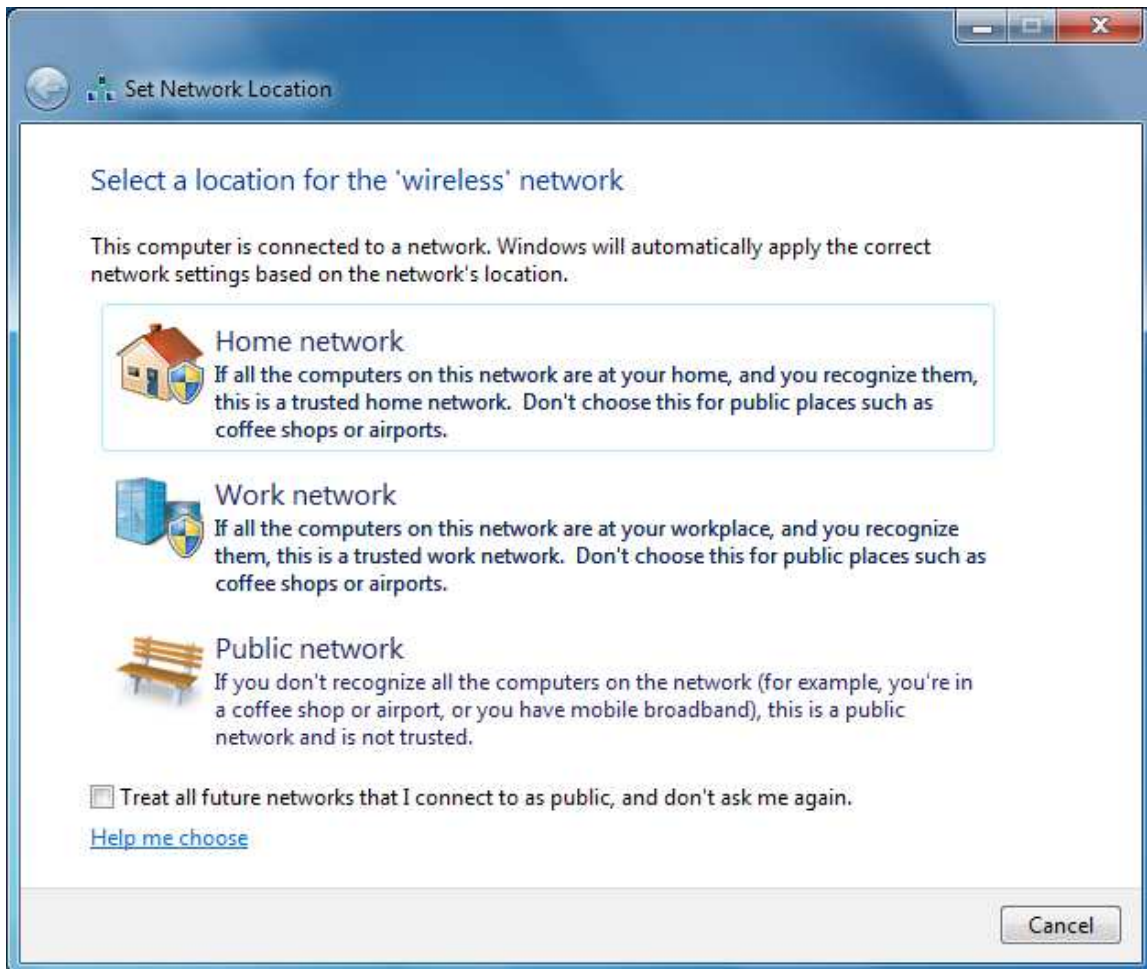 Set Network Location
Select a location for the 'wireless' network
This computer is connected to a network. Windows will automatically apply the correct
network settings based on the network's location.
Home network
If all the computers on this network are at your home, and you recognize them,
this is a trusted home network.  Don't choose this for public places such as
coffee shops or airports.
Work network
If all the computers on this network are at your workplace, and you recognize
them, this is a trusted work network.  Don't choose this for public places such as
coffee shops or airports.
Public network
If you don't recognize all the computers on the network (for example, you're in
a coffee shop or airport, or you have mobile broadband), this is a public
network and is not trusted.
Treat all future networks that I connect to as public, and don't ask me again.
Help me choose
Cancel